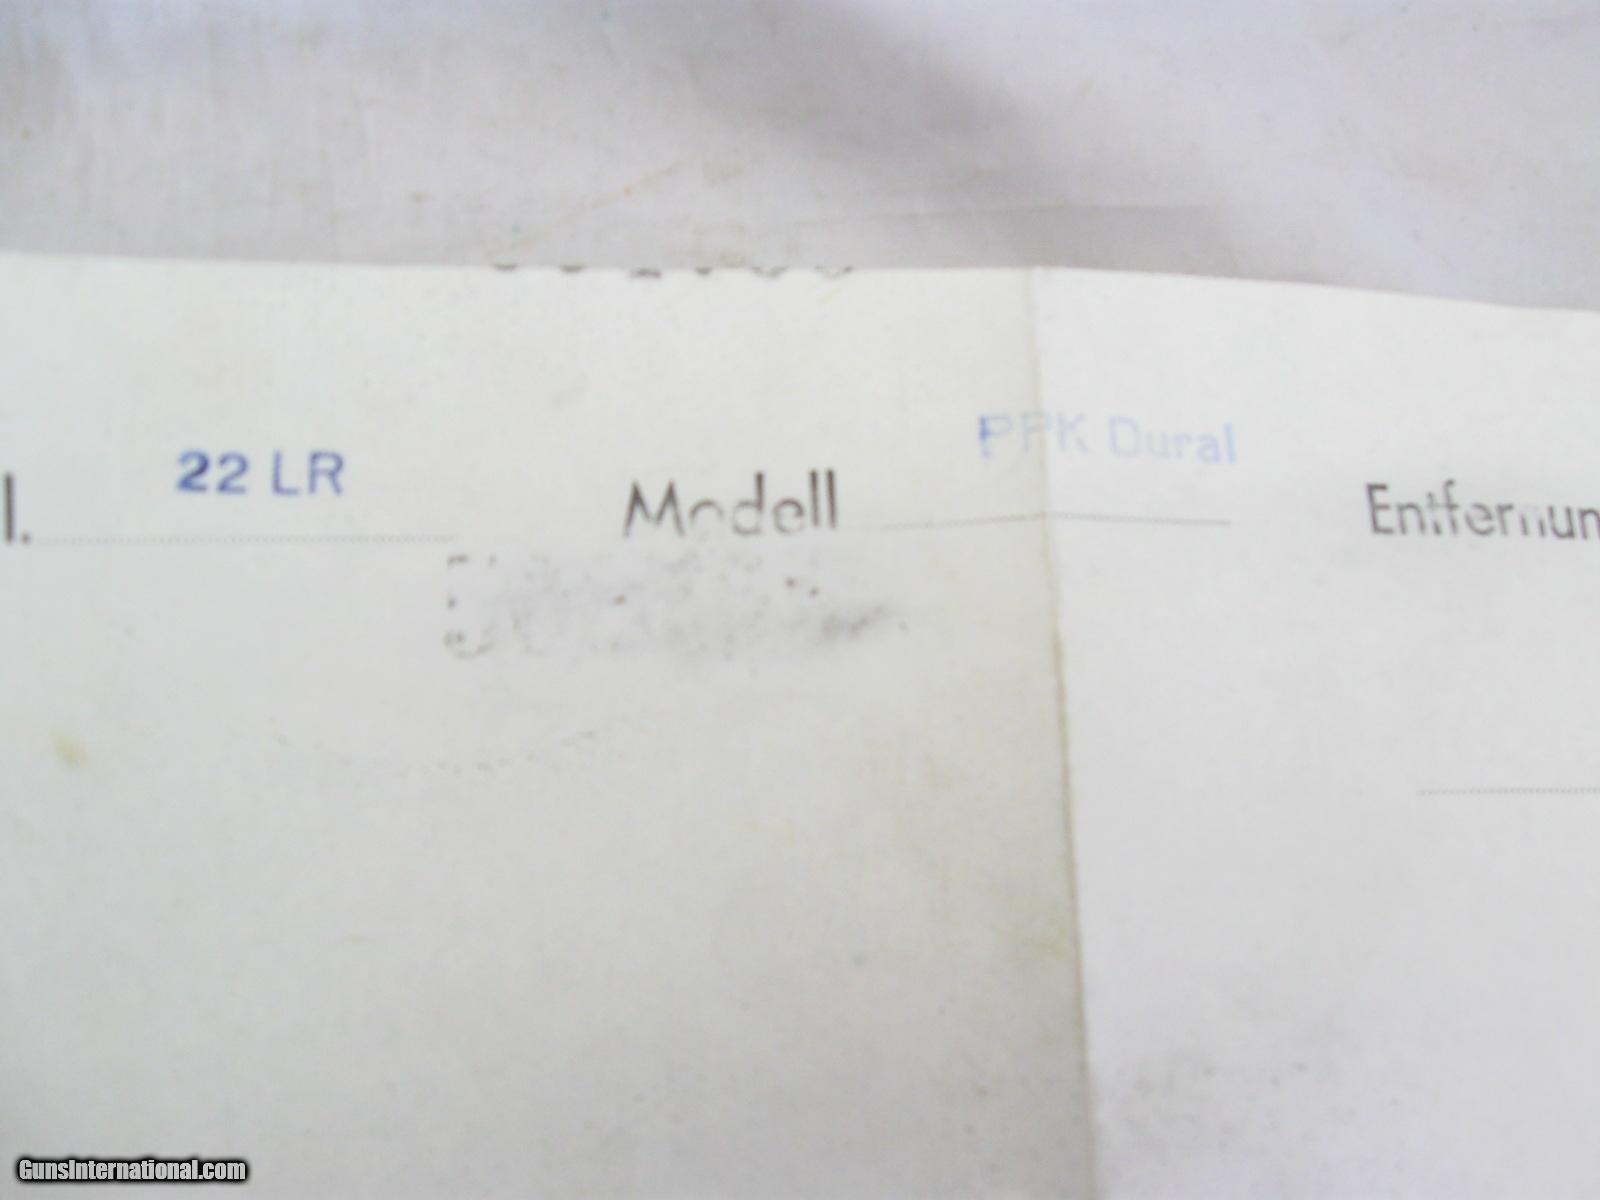 22 LR
PPK Dural
l. Modell Entfernun
GunsInternational.com